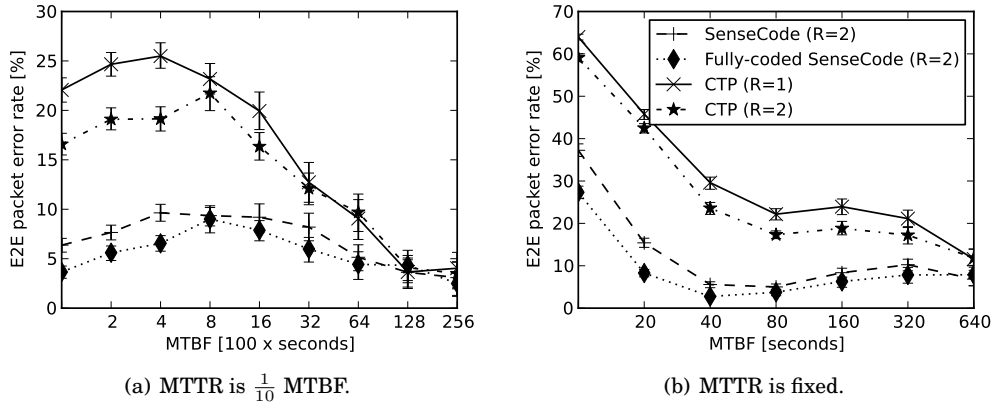 30
25
20
15
10
5
0
E2E packet error rate [%]
2 4 8 16 32 64 128 256
MTBF [100 x seconds]
(a) MTTR is 1/10 MTBF.
70
60
50
40
30
20
10
0
E2E packet error rate [%]
SenseCode (R=2)
Fully-coded SenseCode (R=2)
CTP (R=1)
CTP (R=2)
20 40 80 160 320 640
MTBF [seconds]
(b) MTTR is fixed.